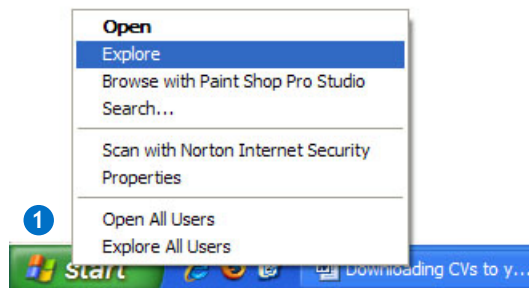 Open
Explore
Browse with Paint Shop Pro Studio
Search...
Scan with Norton Internet Security
Properties
1
Open All Users
Explore All Users
start
Downloading CVs to y...